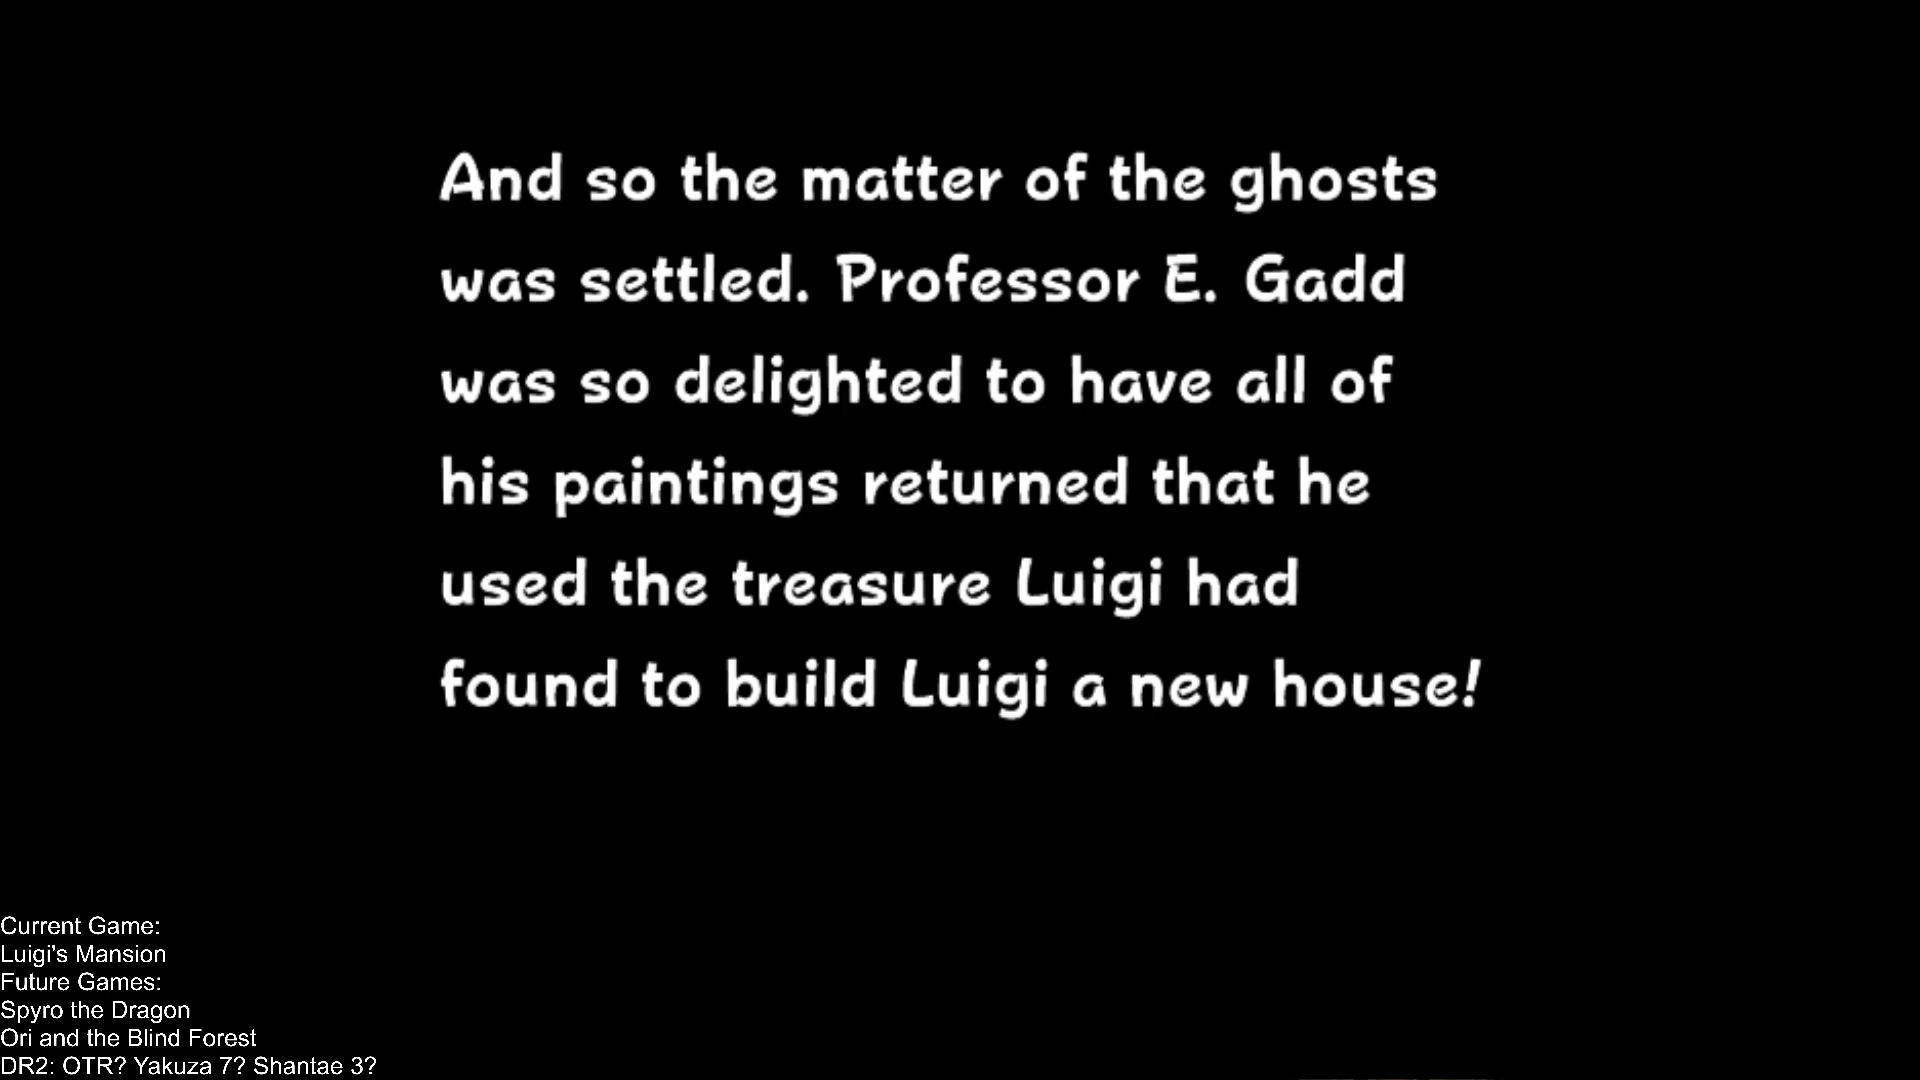 And so the matter of the ghosts
was settled. Professor E. Gadd
was so delighted to have all of
his paintings returned that he
used the treasure Luigi had
found to build Luigi a new house!
Current Game:
Luigi's Mansion
Future Games:
Spyro the Dragon
Ori and the Blind Forest
DR2: OTR? Yakuza 7? Shantae 3?